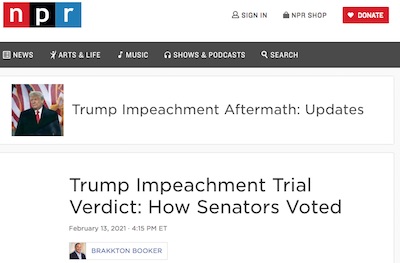 npr
SIGN IN
NPR SHOP
DONATE
NEWS
ARTS & LIFE
MUSIC
SHOWS & PODCASTS
SEARCH
Trump Impeachment Aftermath: Updates
Trump Impeachment Trial
Verdict: How Senators Voted
February 13, 2021 · 4:15 PM ET
BRAKKTON BOOKER